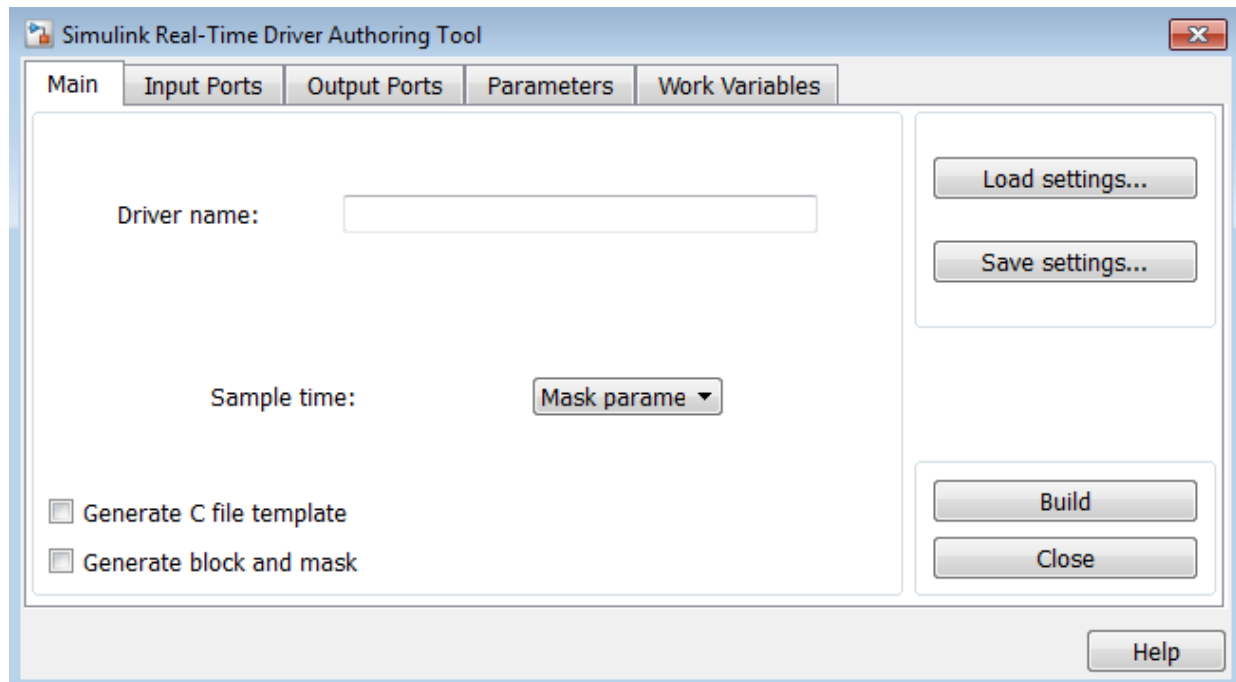 Simulink Real-Time Driver Authoring Tool
Main Input Ports Output Ports Parameters Work Variables
Load settings...
Driver name:
Save settings...
Sample time: Mask parame
Generate C file template
Build
Generate block and mask
Close
Help